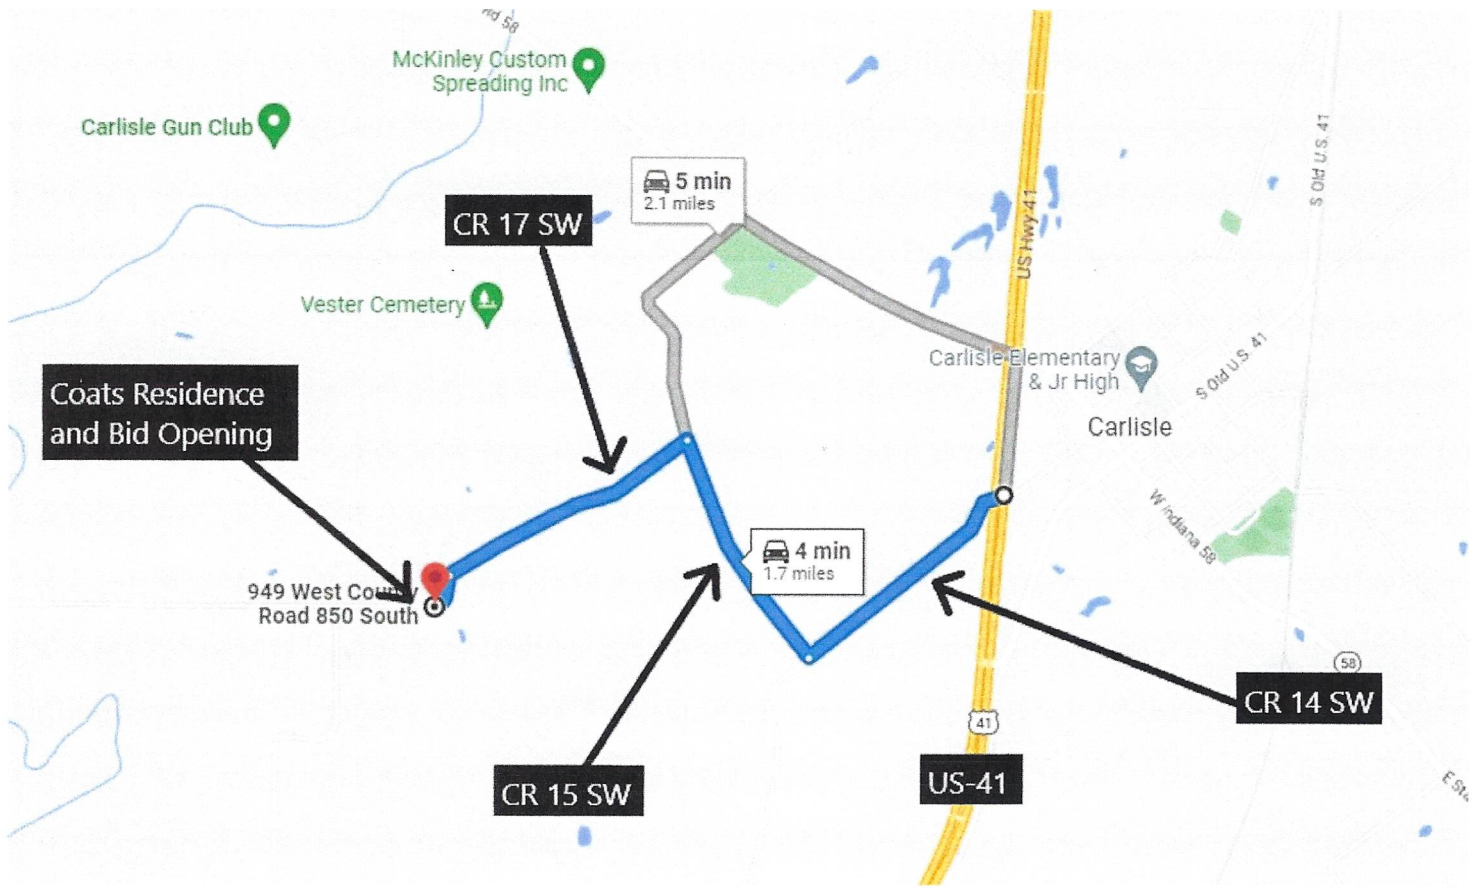 Rd 58
McKinley Custom
Spreading Inc
Carlisle Gun Club
5 min
2.1 miles
CR 17 SW
US Hwy 41
S Old U.S. 41
Vester Cemetery
Carlisle Elementary
& Jr High
S Old U.S. 41
Carlisle
Coats Residence
and Bid Opening
W Indiana 58
4 min
1.7 miles
949 West County
Road 850 South
58
CR 14 SW
41
US-41
CR 15 SW